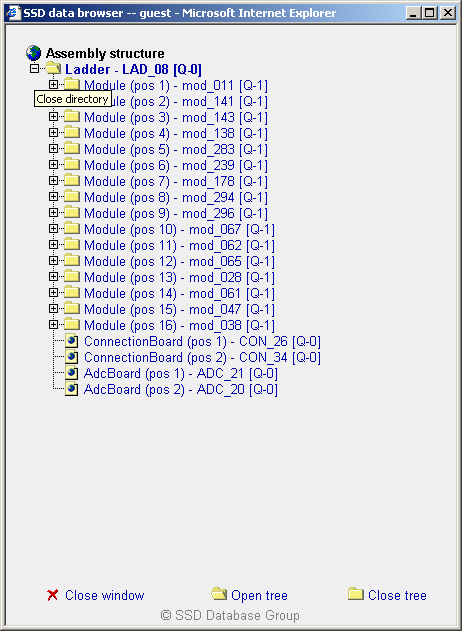 SSD data browser -- guest - Microsoft Internet Explorer
Assembly structure
Ladder - LAD_08 [Q-0]
Module (pos 1) - mod_011 [Q-1]
Close directory
(pos 2) - mod_141 [Q-1]
Module (pos 3) - mod_143 [Q-1]
Module (pos 4) - mod_138 [Q-1]
Module (pos 5) - mod_283 [Q-1]
Module (pos 6) - mod_239 [Q-1]
Module (pos 7) - mod_178 [Q-1]
Module (pos 8) - mod_294 [Q-1]
Module (pos 9) - mod_296 [Q-1]
Module (pos 10) - mod_067 [Q-1]
Module (pos 11) - mod_062 [Q-1]
Module (pos 12) - mod_065 [Q-1]
Module (pos 13) - mod_028 [Q-1]
Module (pos 14) - mod_061 [Q-1]
Module (pos 15) - mod_047 [Q-1]
Module (pos 16) - mod_038 [Q-1]
ConnectionBoard (pos 1) - CON_26 [Q-0]
ConnectionBoard (pos 2) - CON_34 [Q-0]
AdcBoard (pos 1) - ADC_21 [Q-0]
AdcBoard (pos 2) - ADC_20 [Q-0]
Close window Open tree Close tree
© SSD Database Group